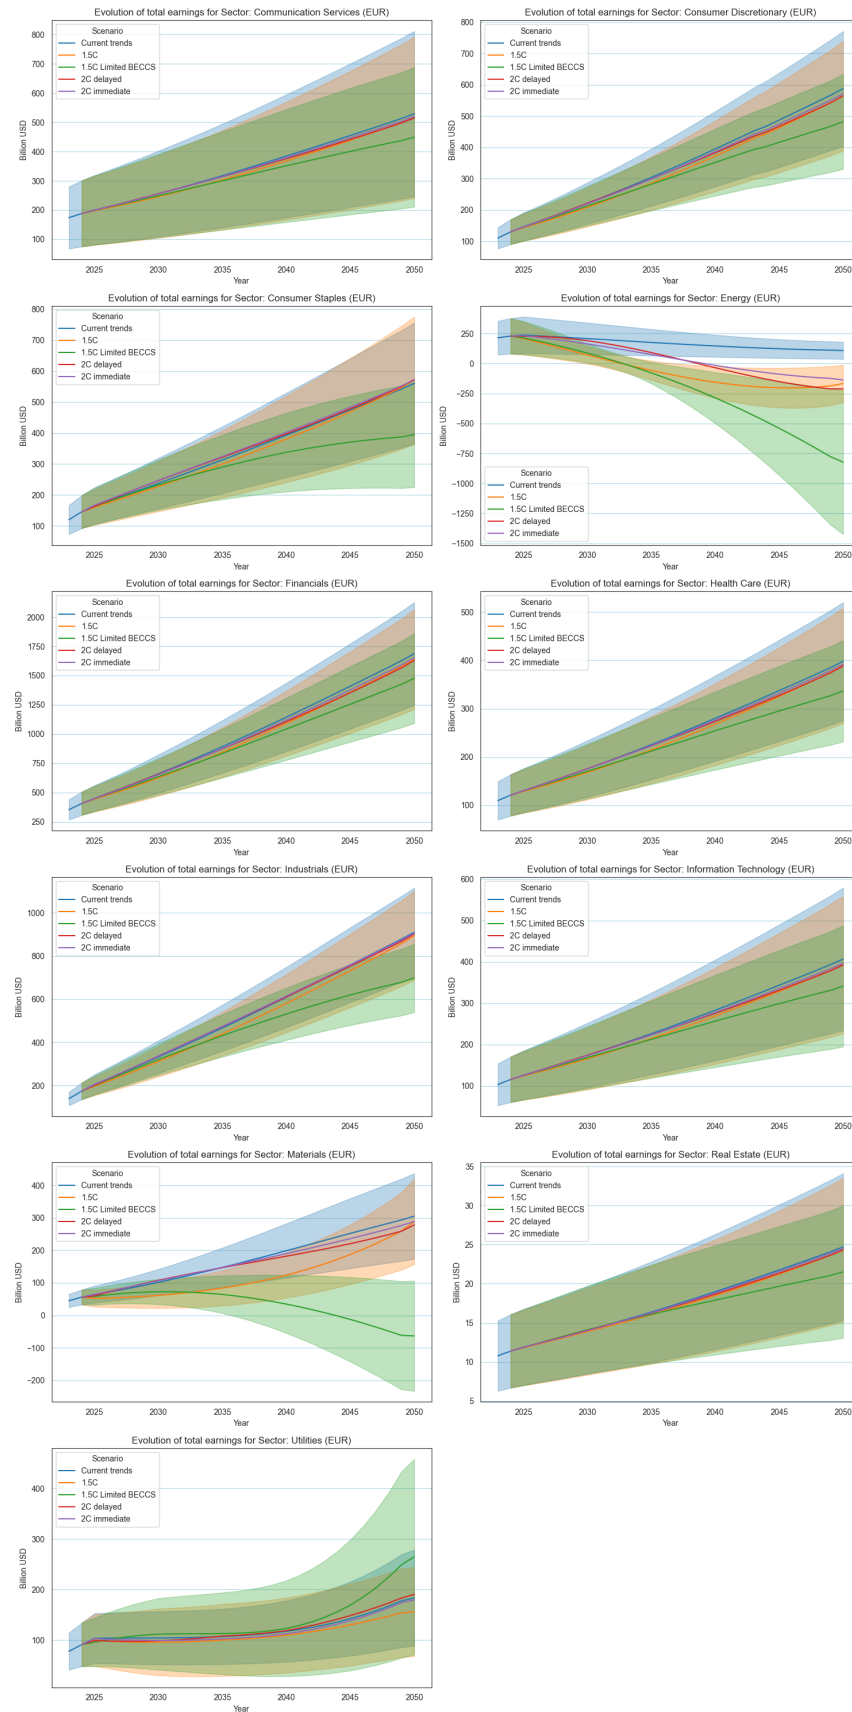 Evolution of total earnings for Sector: Communication Services (EUR)
Scenario
Current trends
1.5C
1.5C Limited BECCS
2C delayed
2C immediate
800
700
600
500
400
300
200
100
Billion USD
2025 2030 2035 2040 2045 2050
Year
Evolution of total earnings for Sector: Consumer Discretionary (EUR)
Scenario
Current trends
1.5C
1.5C Limited BECCS
2C delayed
2C immediate
800
700
600
500
400
300
200
100
Billion USD
2025 2030 2035 2040 2045 2050
Year
Evolution of total earnings for Sector: Consumer Staples (EUR)
Scenario
Current trends
1.5C
1.5C Limited BECCS
2C delayed
2C immediate
800
700
600
500
400
300
200
100
Billion USD
2025 2030 2035 2040 2045 2050
Year
Evolution of total earnings for Sector: Energy (EUR)
250
0
−250
−500
−750
−1000
−1250
−1500
Billion USD
Scenario
Current trends
1.5C
1.5C Limited BECCS
2C delayed
2C immediate
2025 2030 2035 2040 2045 2050
Year
Evolution of total earnings for Sector: Financials (EUR)
Scenario
Current trends
1.5C
1.5C Limited BECCS
2C delayed
2C immediate
2000
1750
1500
1250
1000
750
500
250
Billion USD
2025 2030 2035 2040 2045 2050
Year
Evolution of total earnings for Sector: Health Care (EUR)
Scenario
Current trends
1.5C
1.5C Limited BECCS
2C delayed
2C immediate
500
400
300
200
100
Billion USD
2025 2030 2035 2040 2045 2050
Year
Evolution of total earnings for Sector: Industrials (EUR)
Scenario
Current trends
1.5C
1.5C Limited BECCS
2C delayed
2C immediate
1000
800
600
400
200
Billion USD
2025 2030 2035 2040 2045 2050
Year
Evolution of total earnings for Sector: Information Technology (EUR)
Scenario
Current trends
1.5C
1.5C Limited BECCS
2C delayed
2C immediate
600
500
400
300
200
100
Billion USD
2025 2030 2035 2040 2045 2050
Year
Evolution of total earnings for Sector: Materials (EUR)
Scenario
Current trends
1.5C
1.5C Limited BECCS
2C delayed
2C immediate
400
300
200
100
0
−100
−200
Billion USD
2025 2030 2035 2040 2045 2050
Year
Evolution of total earnings for Sector: Real Estate (EUR)
Scenario
Current trends
1.5C
1.5C Limited BECCS
2C delayed
2C immediate
35
30
25
20
15
10
5
Billion USD
2025 2030 2035 2040 2045 2050
Year
Evolution of total earnings for Sector: Utilities (EUR)
Scenario
Current trends
1.5C
1.5C Limited BECCS
2C delayed
2C immediate
400
300
200
100
Billion USD
2025 2030 2035 2040 2045 2050
Year